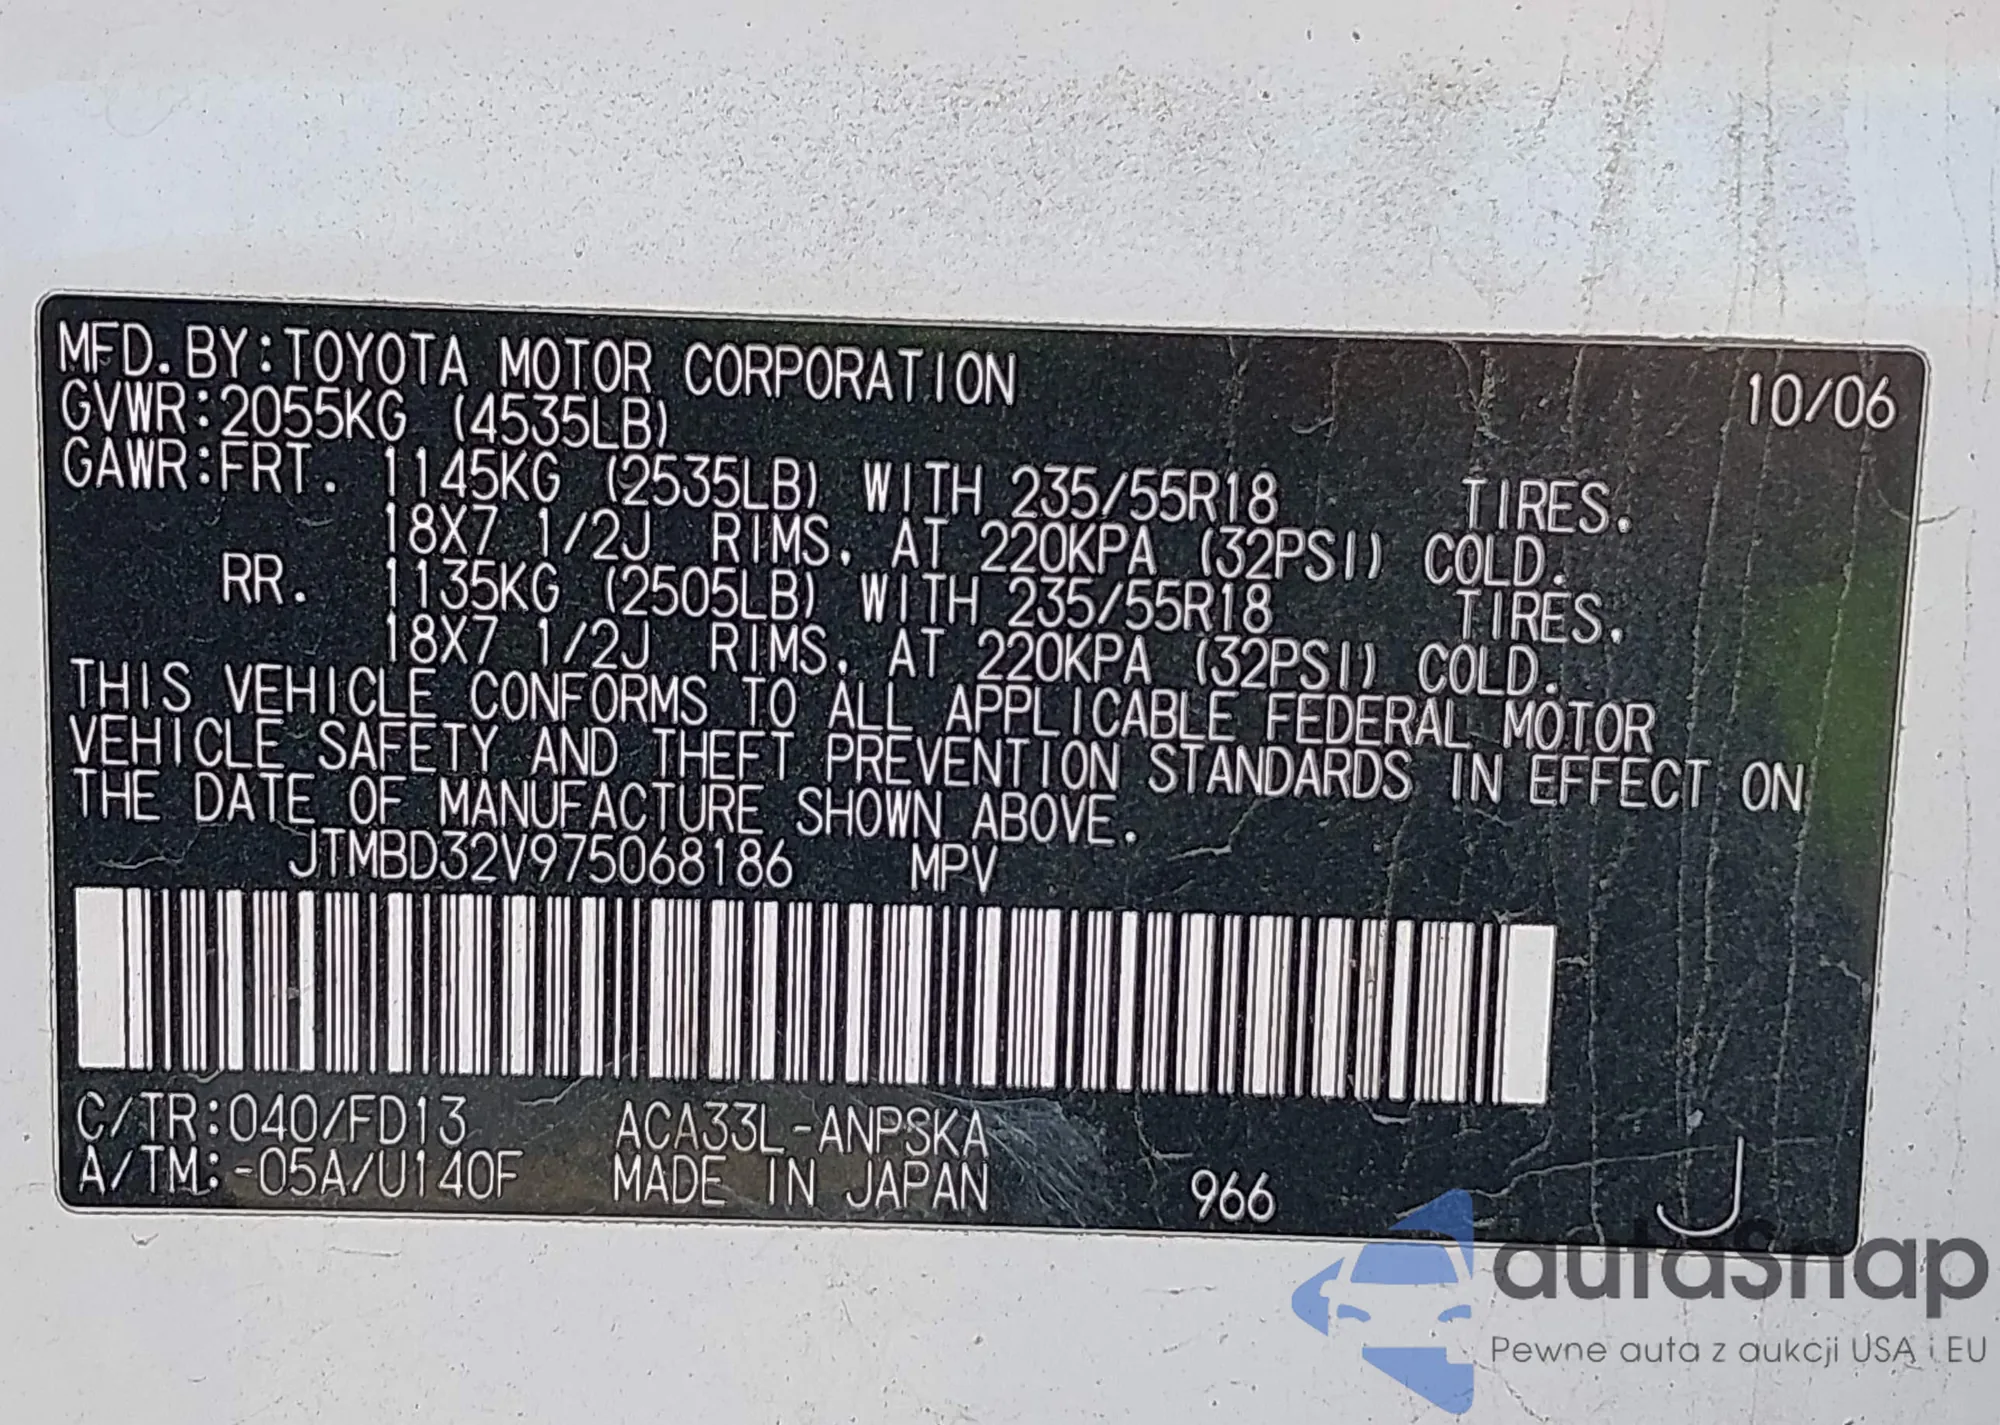 MFD. BY: TOYOTA MOTOR CORPORATION 10/06
GVWR: 2055KG (4535LB)
GAWR: FRT. 1145KG (2535LB) WITH 235/55R18 TIRES.
18X7 1/2J RIMS, AT 220KPA (32PSI) COLD.
RR. 1135KG (2505LB) WITH 235/55R18 TIRES.
18X7 1/2J RIMS, AT 220KPA (32PSI) COLD.
THIS VEHICLE CONFORMS TO ALL APPLICABLE FEDERAL MOTOR
VEHICLE SAFETY AND THEFT PREVENTION STANDARDS IN EFFECT ON
THE DATE OF MANUFACTURE SHOWN ABOVE.
JTMBD32V975068186 MPV
C/TR: 040/FD13 ACA33L-ANPSKA
A/TM: -05A/U140F MADE IN JAPAN 966 J
autaSnap
Pewne auta z aukcji USA i EU